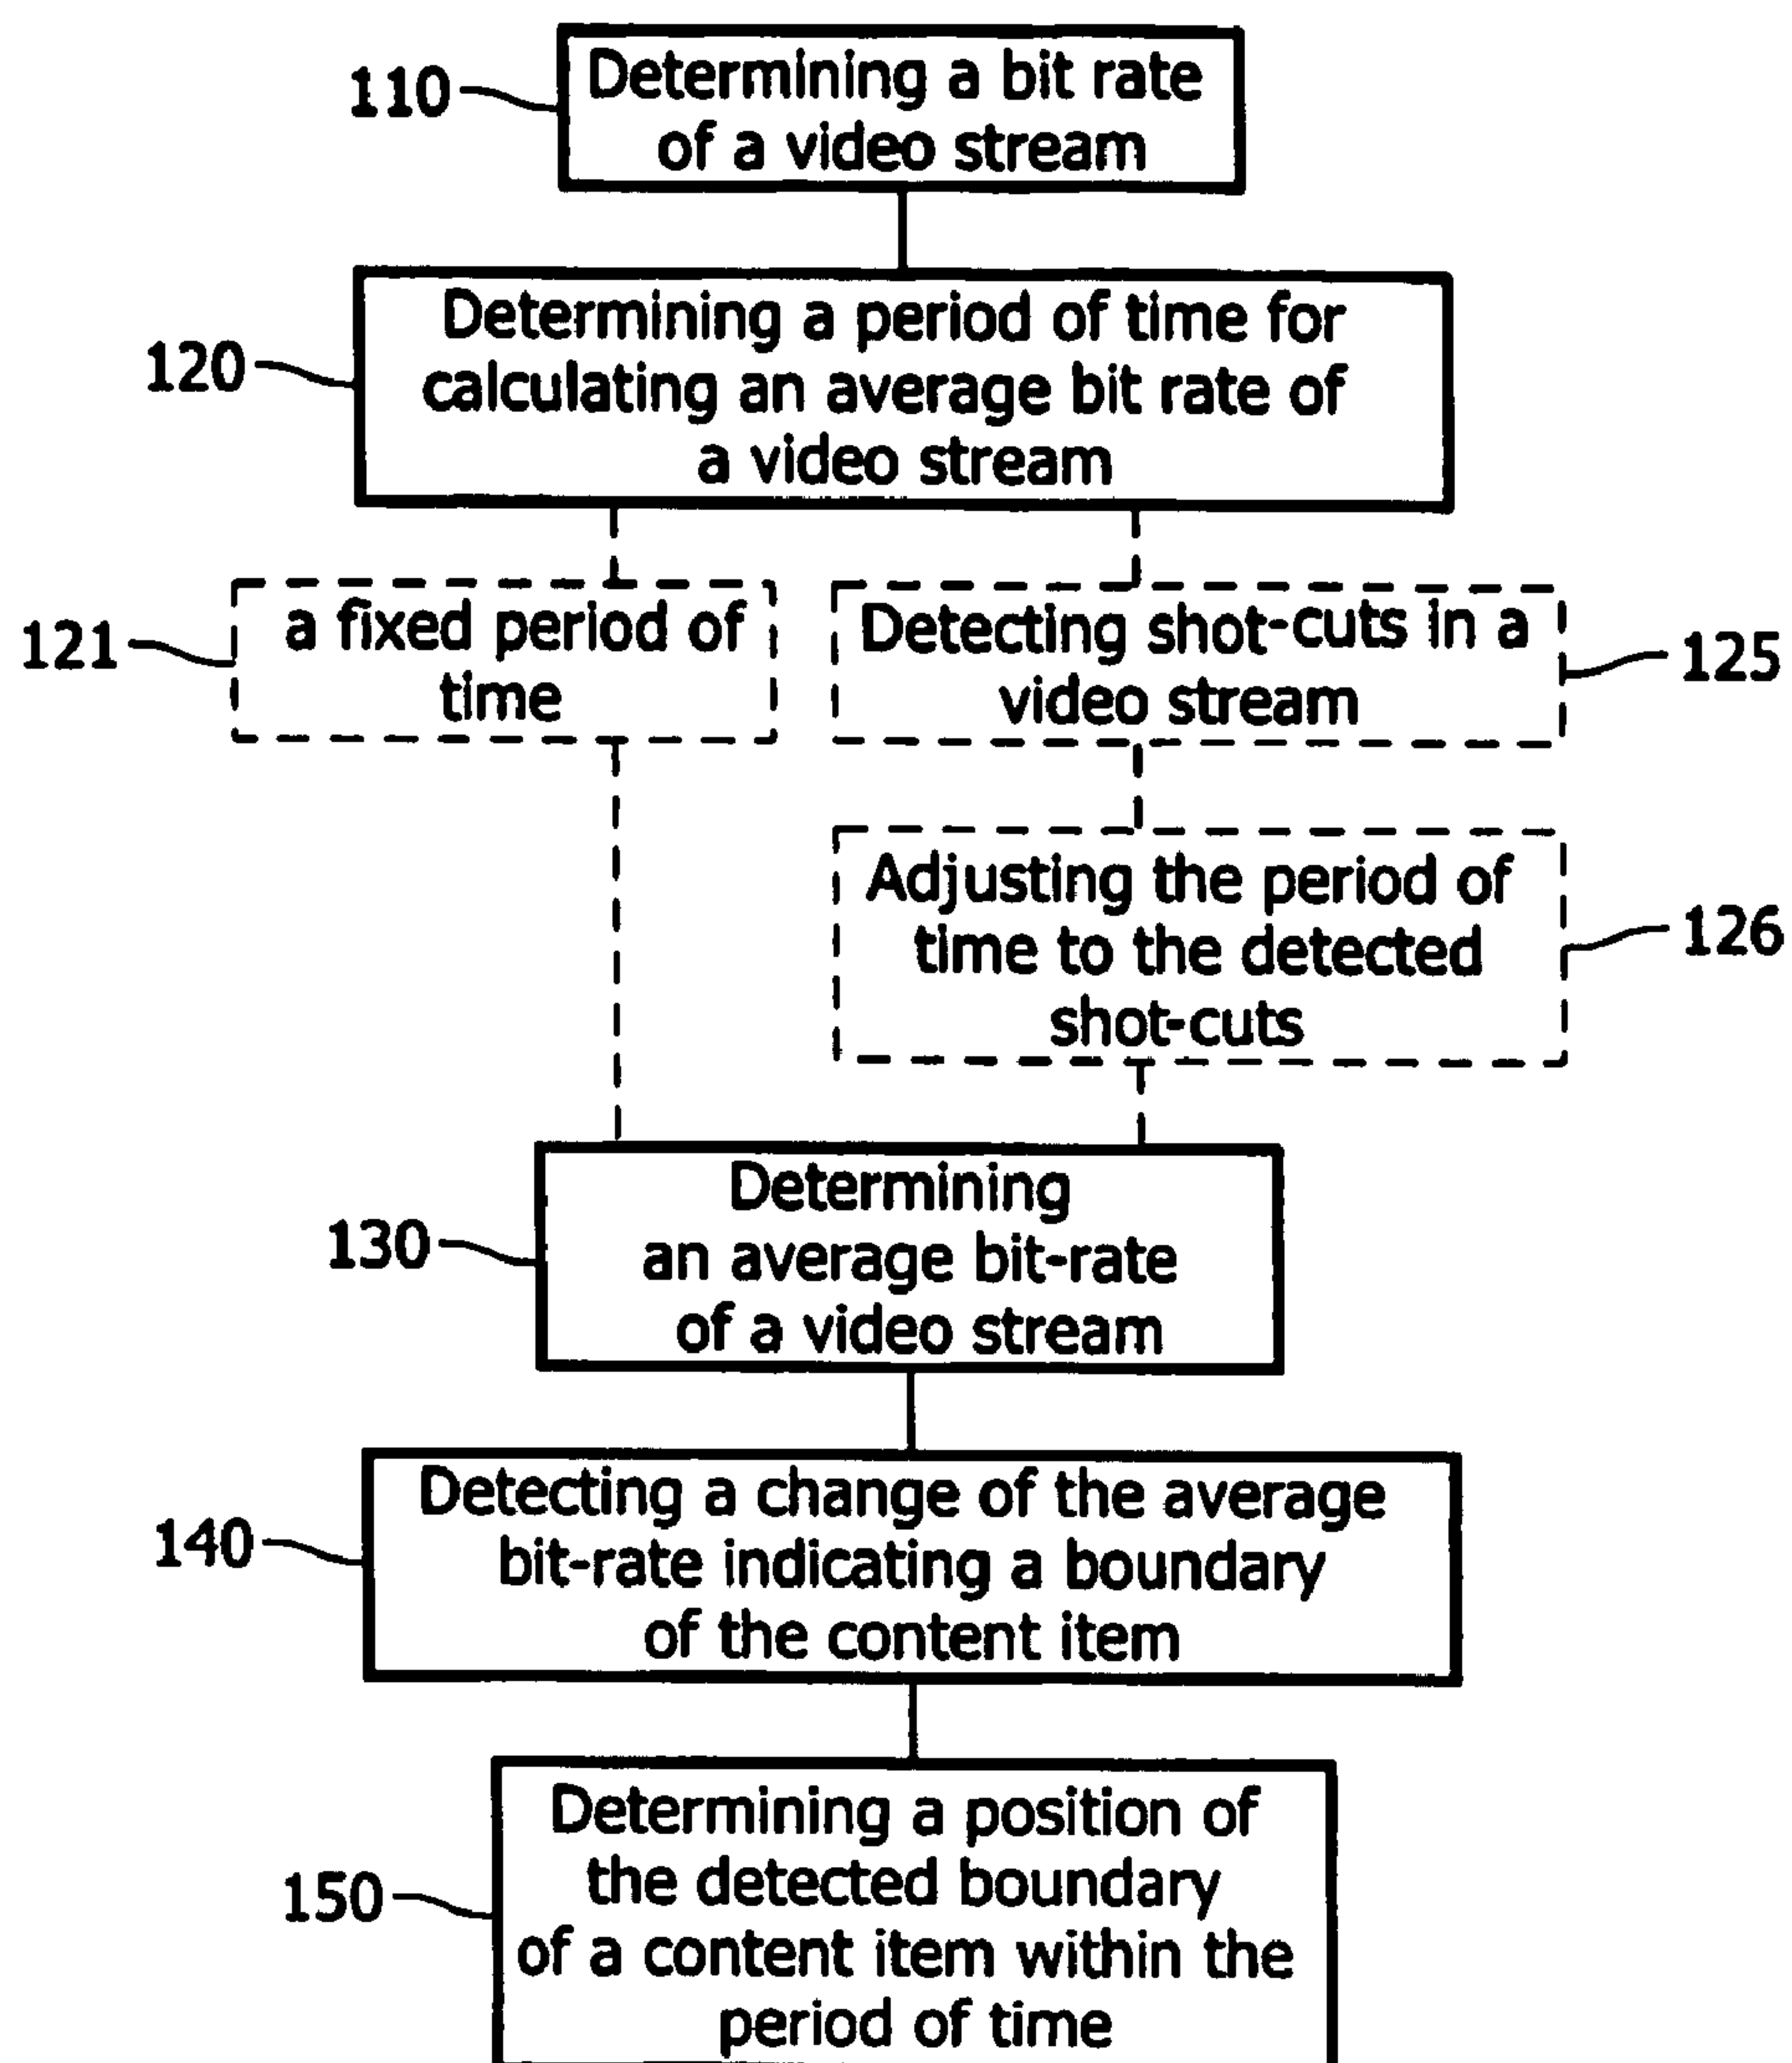 110
Determining a bit rate
of a video stream
120
Determining a period of time for
calculating an average bit rate of
a video stream
121
a fixed period of
time
Detecting shot-cuts in a
video stream
125
Adjusting the period of
time to the detected
shot-cuts
126
130
Determining
an average bit-rate
of a video stream
140
Detecting a change of the average
bit-rate indicating a boundary
of the content item
150
Determining a position of
the detected boundary
of a content item within the
period of time